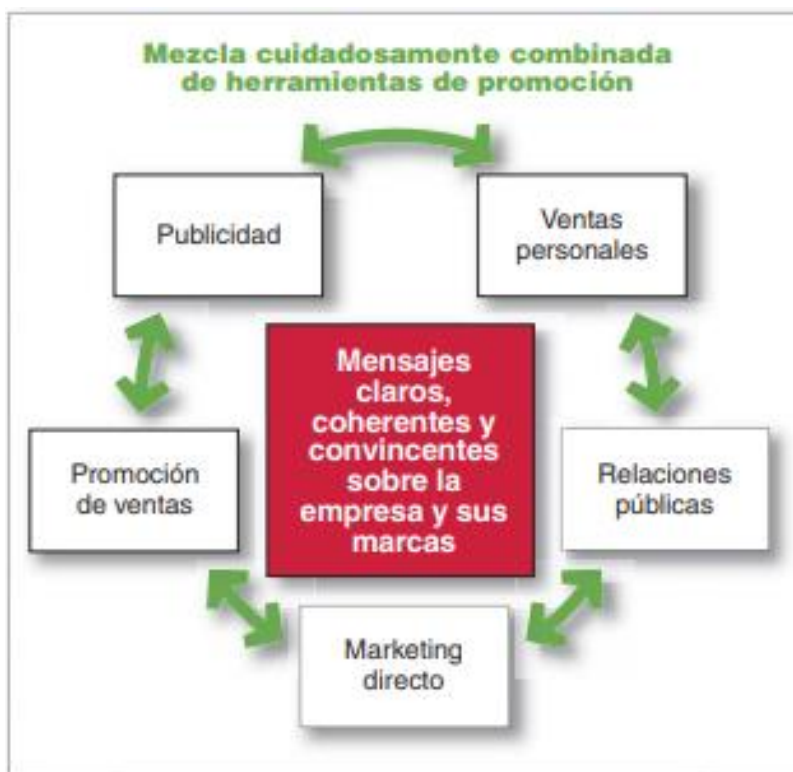 Mezcla cuidadosamente combinada
de herramientas de promoción
Publicidad
Ventas
personales
Mensajes
claros,
coherentes y
convincentes
sobre la
empresa y sus
marcas
Promoción
de ventas
Relaciones
públicas
Marketing
directo